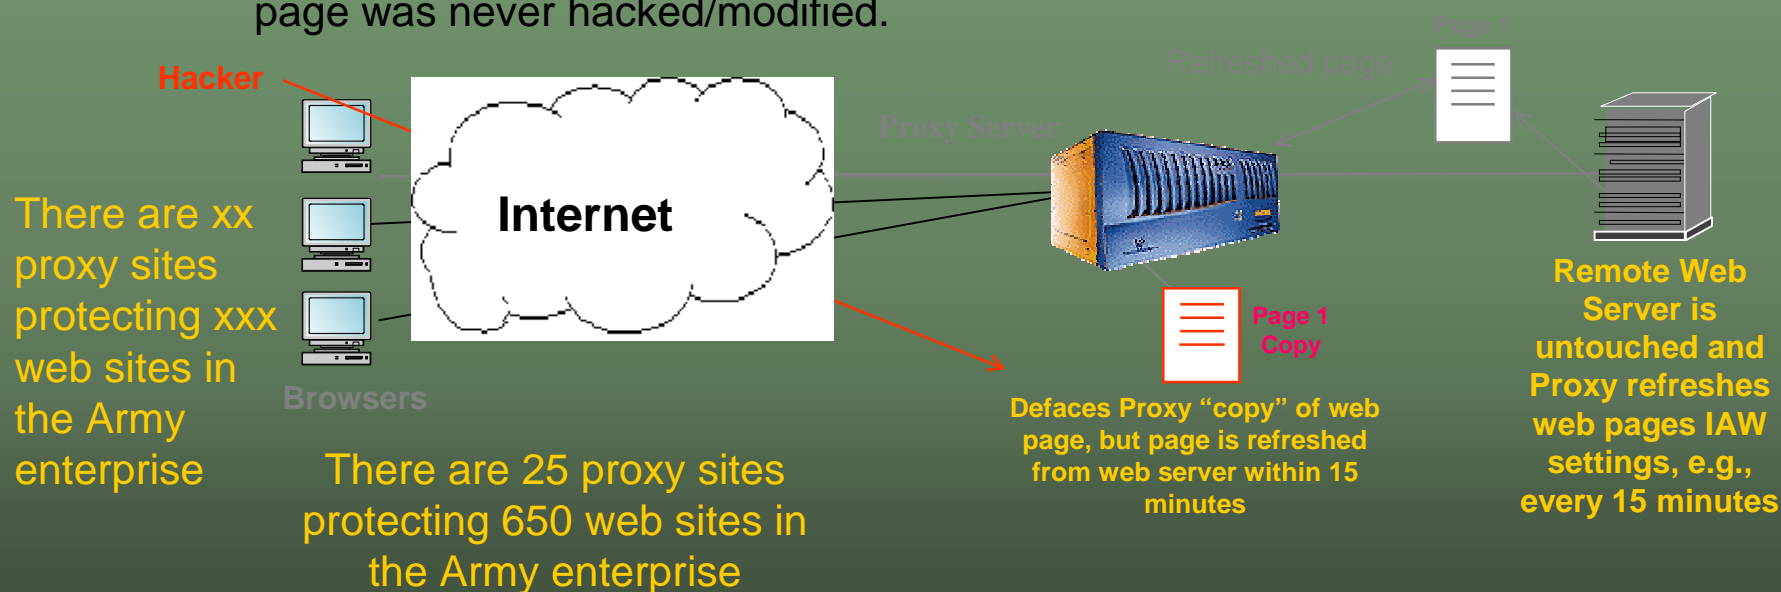 page was never hacked/modified.
Page 1
Refreshed page
Hacker
Proxy Server
Internet
There are xx
proxy sites
protecting xxx
web sites in
the Army
enterprise
Browsers
Page 1
Copy
Defaces Proxy “copy” of web
page, but page is refreshed
from web server within 15
minutes
Remote Web
Server is
untouched and
Proxy refreshes
web pages IAW
settings, e.g.,
every 15 minutes
There are 25 proxy sites
protecting 650 web sites in
the Army enterprise